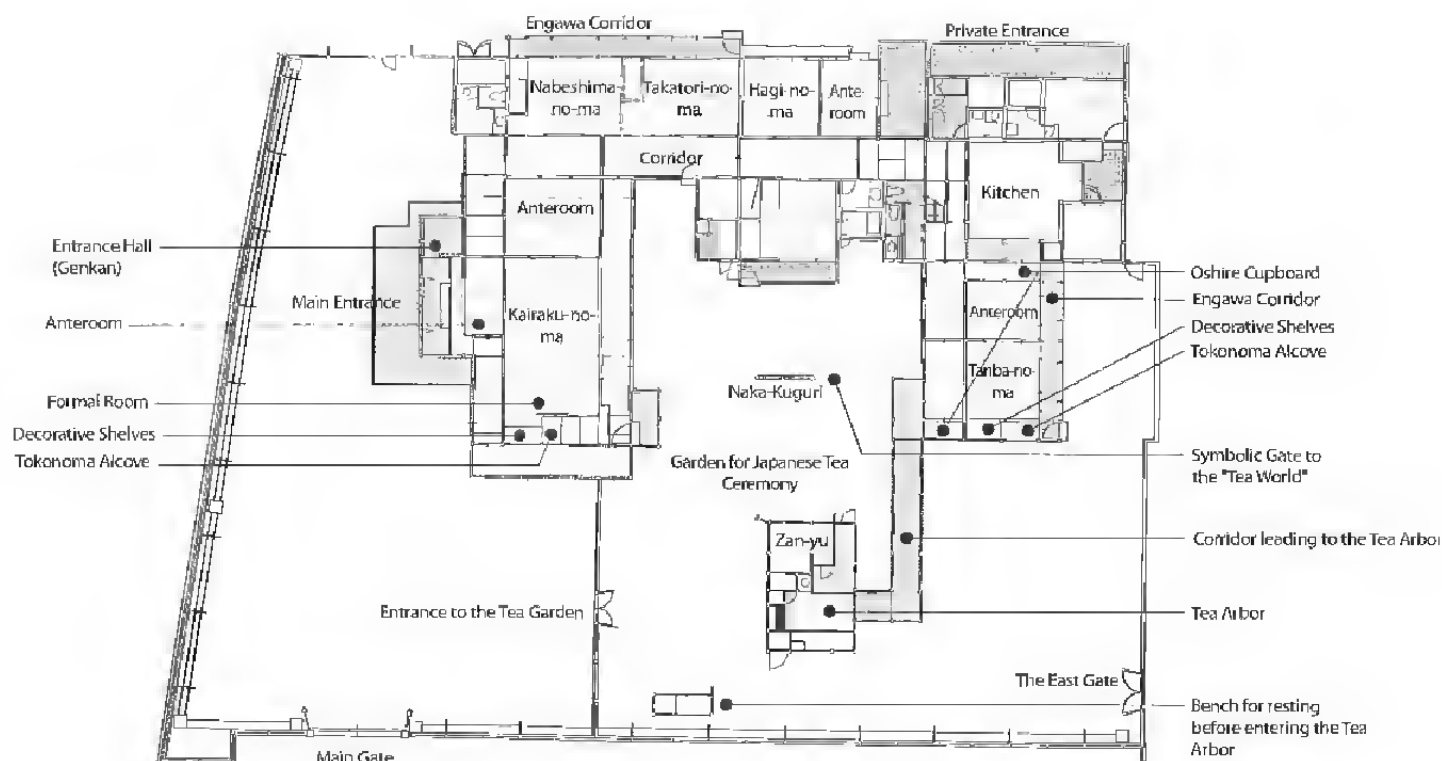 Engawa Corridor
Private Entrance
Nabeshima-
no-ma
Takatori-no-
ma
Hagi-no-
ma
Ante-
room
Corridor
Kitchen
Anteroom
Entrance Hall
(Genkan)
Main Entrance
Anteroom
Kairaku-no-
ma
Formal Room
Decorative Shelves
Tokonoma Alcove
Oshire Cupboard
Engawa Corridor
Anteroom
Decorative Shelves
Tokonoma Alcove
Tanba-no-
ma
Naka-Kuguri
Garden for Japanese Tea
Ceremony
Symbolic Gate to
the "Tea World"
Zan-yu
Corridor leading to the Tea Arbor
Entrance to the Tea Garden
Tea Arbor
The East Gate
Bench for resting
before entering the Tea
Arbor
Main Gate